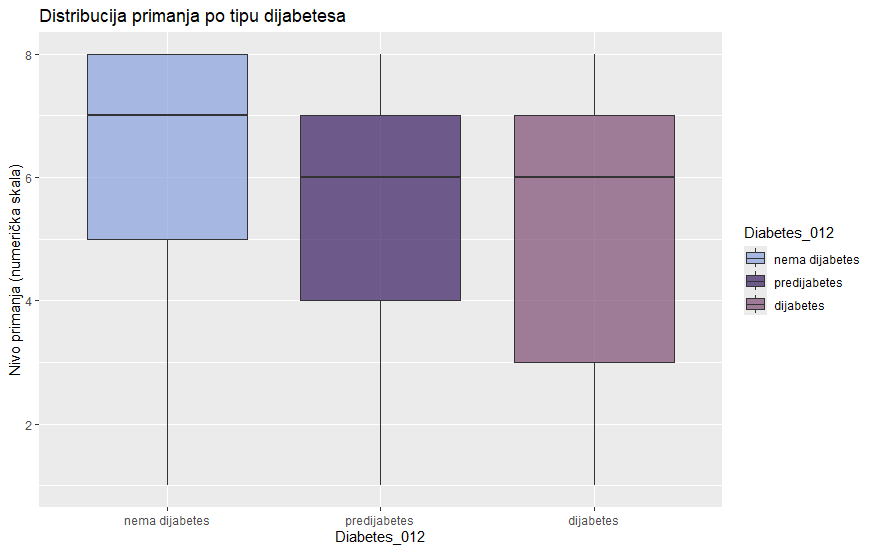 Distribucija primanja po tipu dijabetesa
Nivo primanja (numerička skala)
8
6
4
2
nema dijabetes
predijabetes
dijabetes
Diabetes_012
Diabetes_012
nema dijabetes
predijabetes
dijabetes